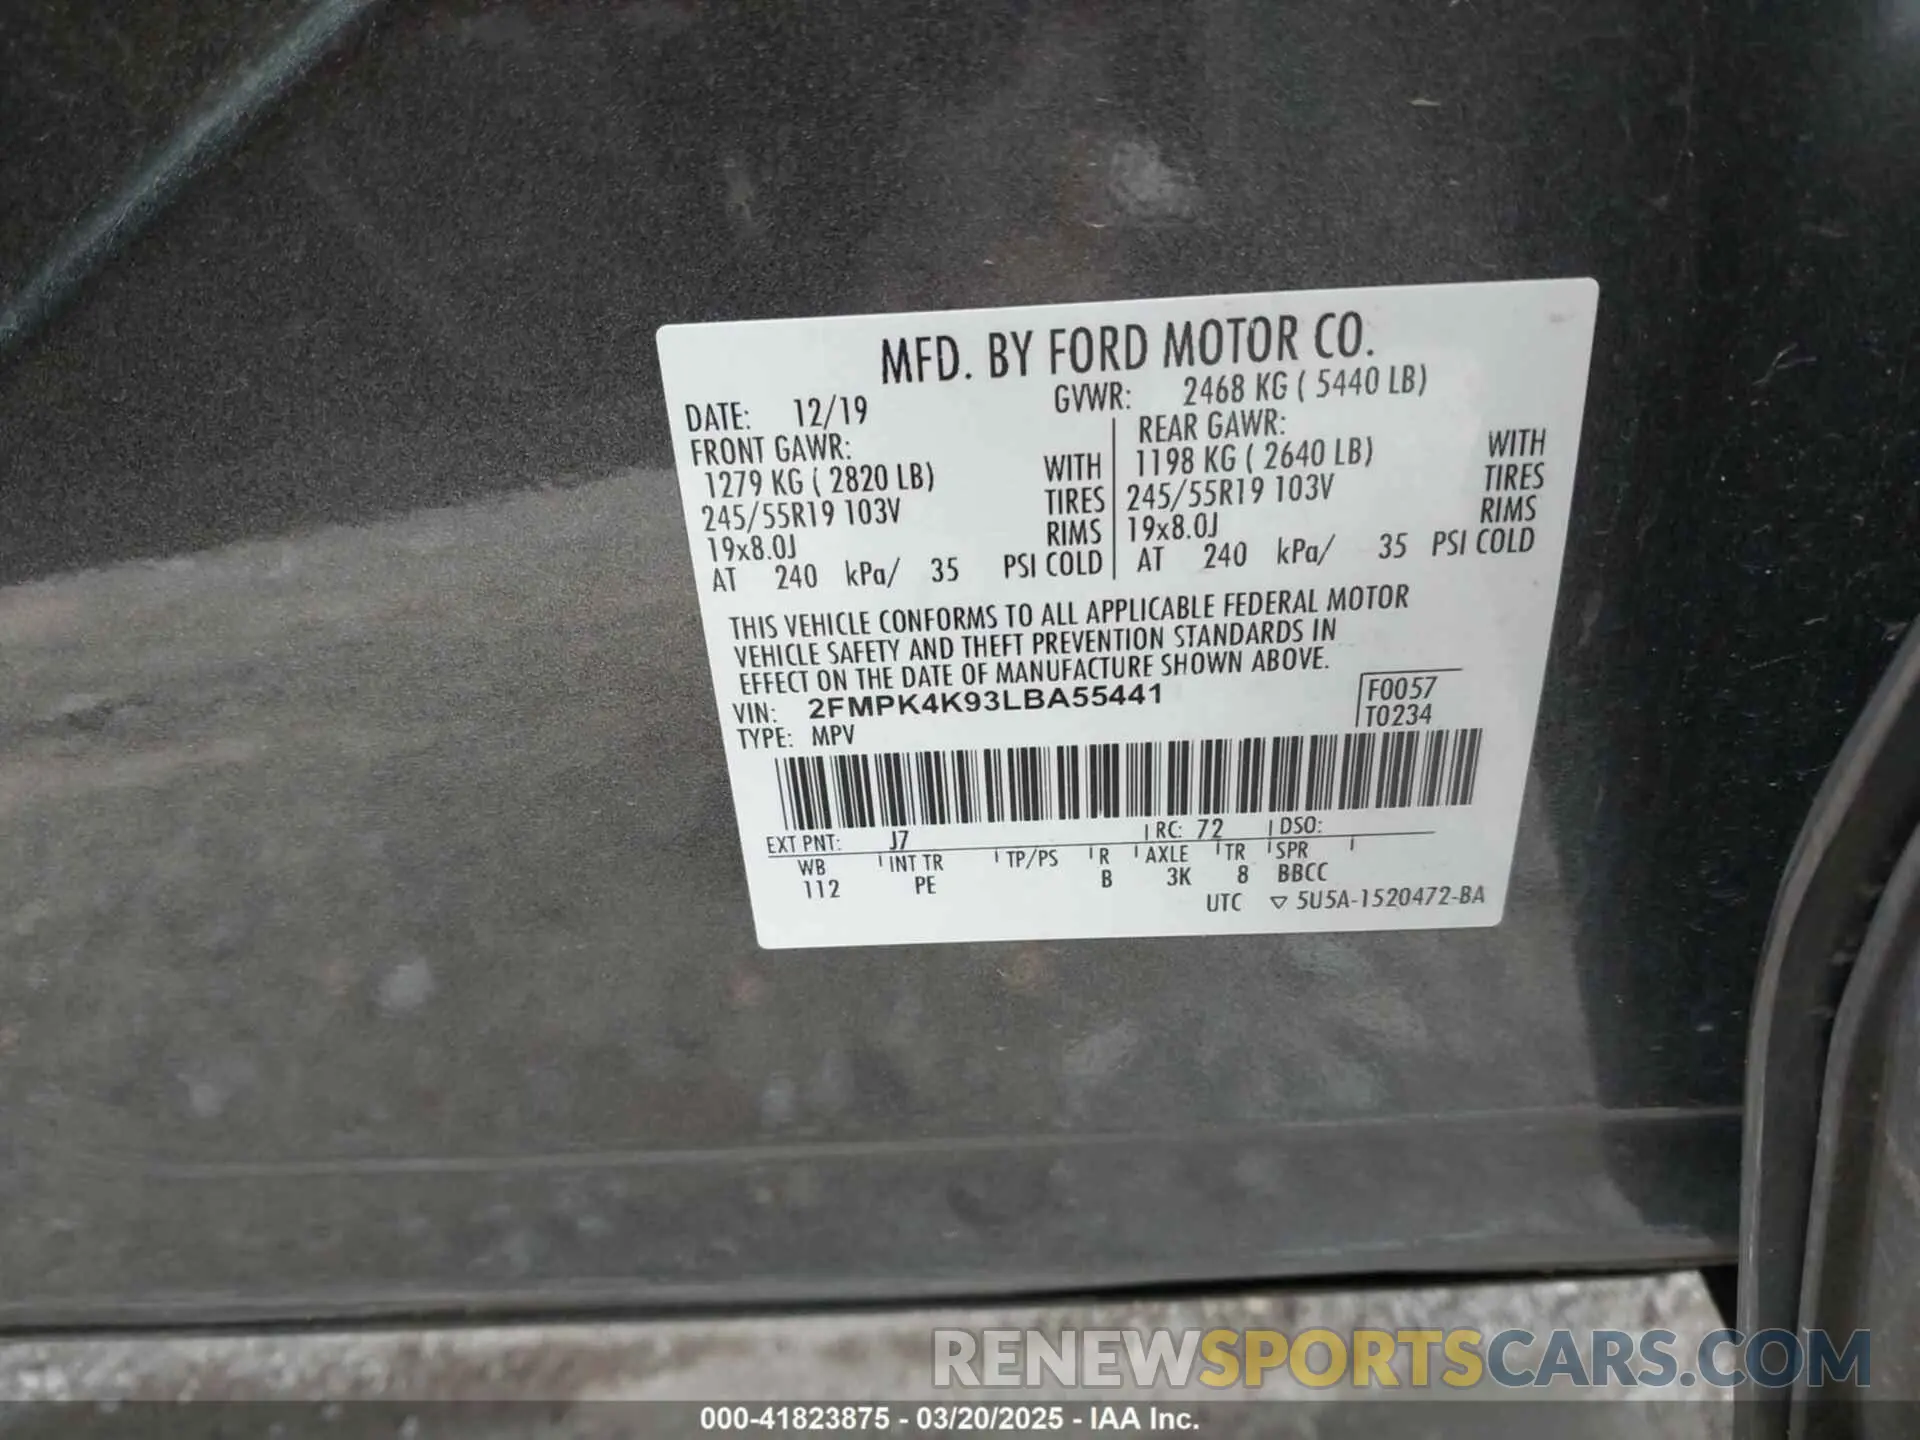 MFD. BY FORD MOTOR CO.
DATE: 12/19 GVWR: 2468 KG ( 5440 LB)
FRONT GAWR: REAR GAWR:
1279 KG ( 2820 LB) WITH 1198 KG ( 2640 LB) WITH
245/55R19 103V TIRES 245/55R19 103V TIRES
19x8.0J RIMS 19x8.0J RIMS
AT 240 kPa/ 35 PSI COLD AT 240 kPa/ 35 PSI COLD
THIS VEHICLE CONFORMS TO ALL APPLICABLE FEDERAL MOTOR
VEHICLE SAFETY AND THEFT PREVENTION STANDARDS IN
EFFECT ON THE DATE OF MANUFACTURE SHOWN ABOVE.
VIN: 2FMPK4K93LBA55441 F0057
TYPE: MPV T0234
EXT PNT: J7 RC: 72 DSO:
WB INT TR TP/PS R AXLE TR SPR
112 PE B 3K 8 BBCC
UTC ▽ 5U5A-1520472-BA
RENEWSPORTSCARS.COM
000-41823875 - 03/20/2025 - IAA Inc.